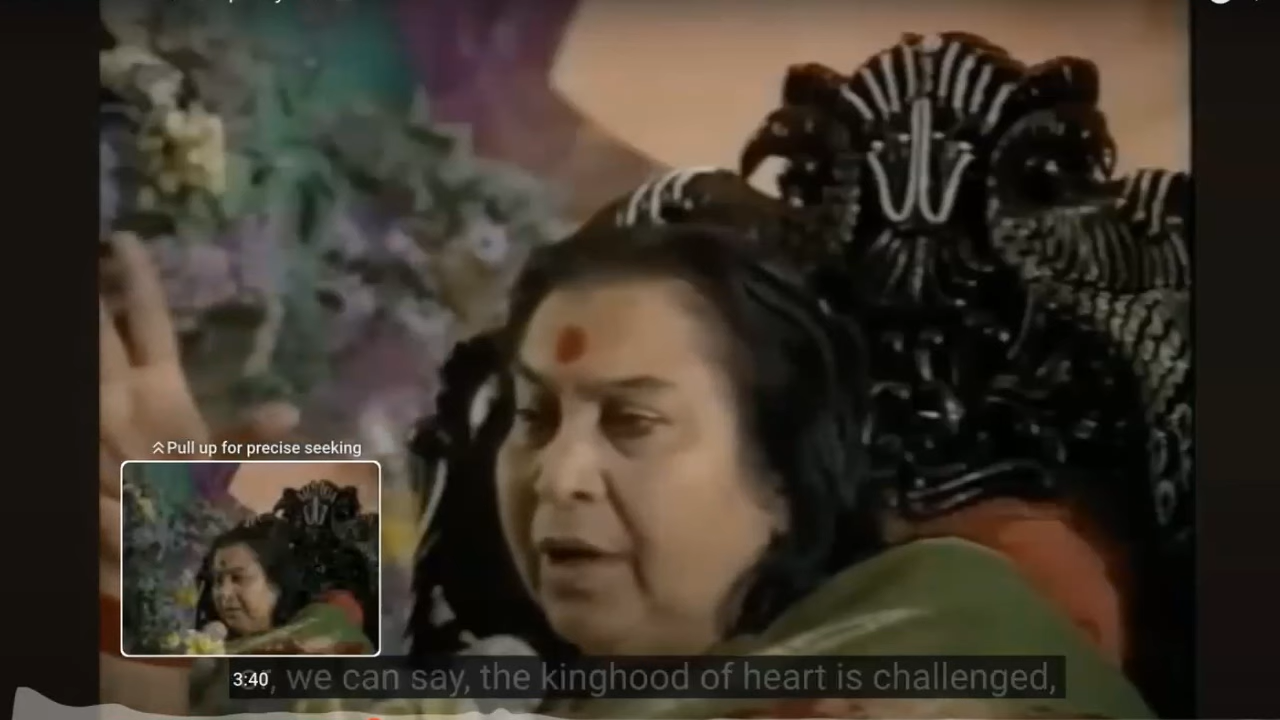 Pull up for precise seeking
3:40
, we can say, the kinghood of heart is challenged,